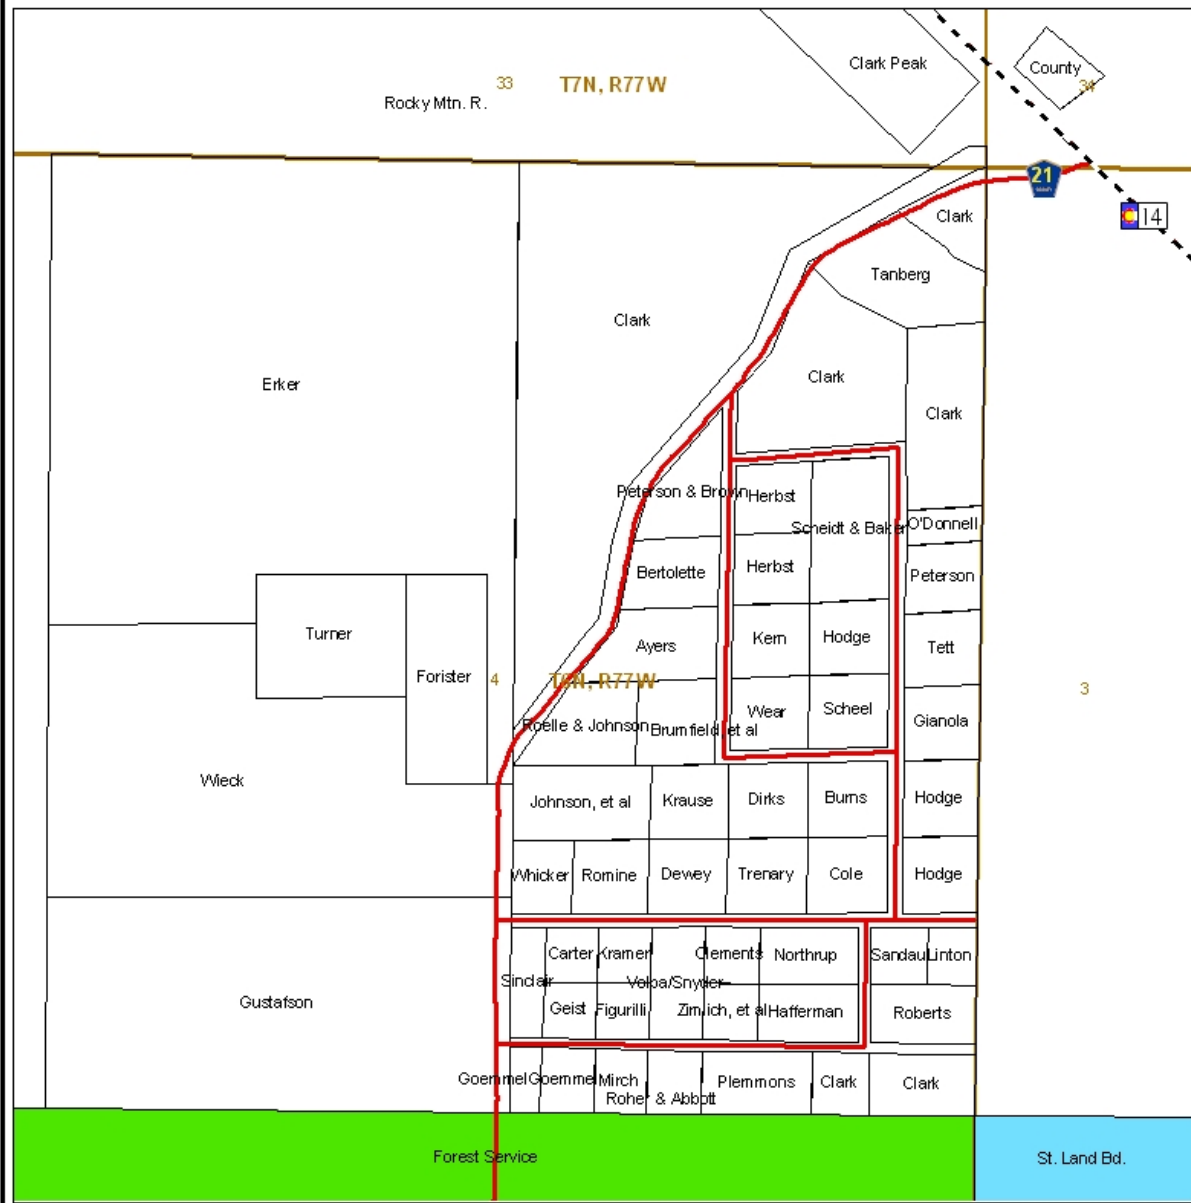 Clark Peak
County
33
T7N, R77W
34
Rocky Mtn. R.
21
14
Clark
Tanberg
Clark
Clark
Erker
Clark
Peterson & Brown
Herbst
Scheidt & Baker
O'Donnell
Bertolette
Herbst
Peterson
Turner
Ayers
Kern
Hodge
Tett
Forister
4
T6N, R77W
3
Roelle & Johnson
Brumfield, et al
Wear
Scheel
Gianola
Wieck
Johnson, et al
Krause
Dirks
Burns
Hodge
Whicker
Romine
Dewey
Trenary
Cole
Hodge
Carter
Kramer
Clements
Northrup
Sandau
Linton
Sinclair
Volba/Snyder
Gustafson
Geist
Figurilli
Zimlich, et al
Hafferman
Roberts
Goemmel
Goemmel
Mirch
Plemmons
Clark
Clark
& Abbott
Forest Service
St. Land Bd.